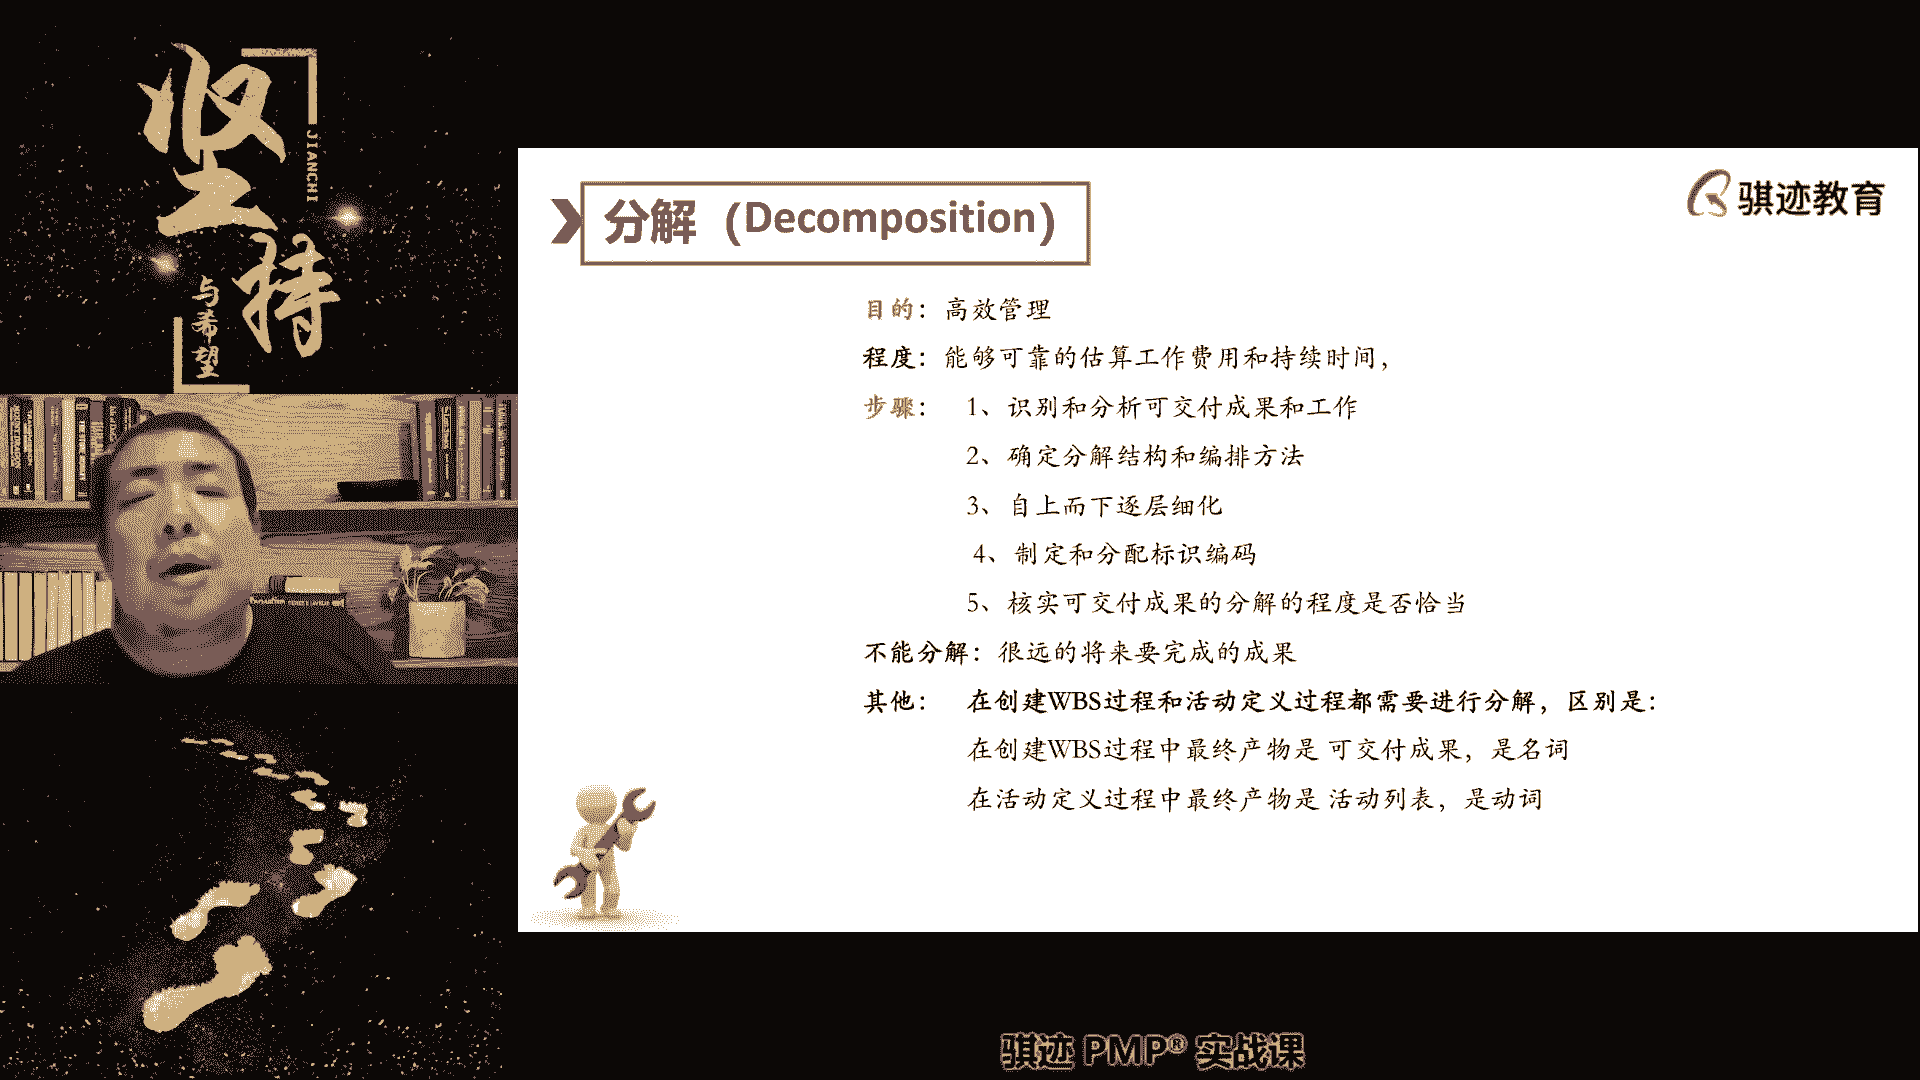 坚持
JIANCHI
与希望
骐迹教育
分解（Decomposition）
目的：高效管理
程度：能够可靠的估算工作费用和持续时间，
步骤： 1、识别和分析可交付成果和工作
2、确定分解结构和编排方法
3、自上而下逐层细化
4、制定和分配标识编码
5、核实可交付成果的分解的程度是否恰当
不能分解：很远的将来要完成的成果
其他： 在创建WBS过程和活动定义过程都需要进行分解，区别是：
在创建WBS过程中最终产物是 可交付成果，是名词
在活动定义过程中最终产物是 活动列表，是动词
骐迹 PMP® 实战课